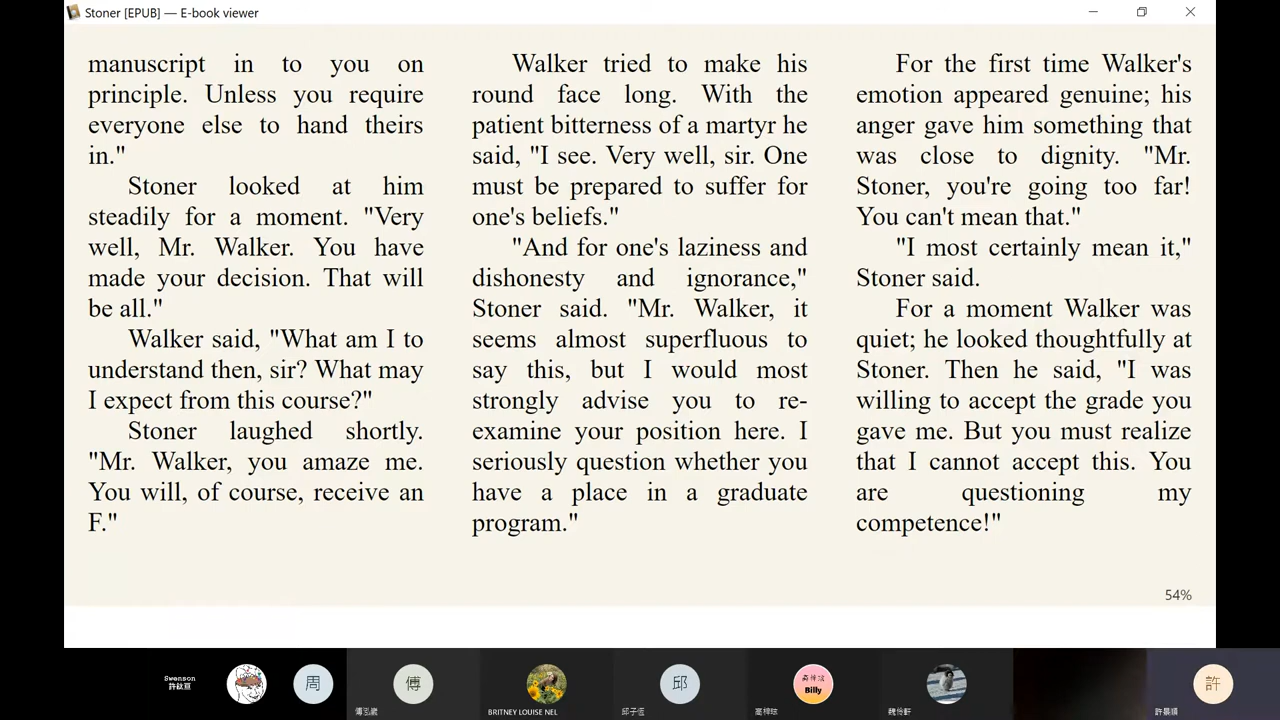 Stoner [EPUB] — E-book viewer
manuscript in to you on
principle. Unless you require
everyone else to hand theirs
in."
Stoner looked at him
steadily for a moment. "Very
well, Mr. Walker. You have
made your decision. That will
be all."
Walker said, "What am I to
understand then, sir? What may
I expect from this course?"
Stoner laughed shortly.
"Mr. Walker, you amaze me.
You will, of course, receive an
F."
Walker tried to make his
round face long. With the
patient bitterness of a martyr he
said, "I see. Very well, sir. One
must be prepared to suffer for
one's beliefs."
"And for one's laziness and
dishonesty and ignorance,"
Stoner said. "Mr. Walker, it
seems almost superfluous to
say this, but I would most
strongly advise you to re-
examine your position here. I
seriously question whether you
have a place in a graduate
program."
For the first time Walker's
emotion appeared genuine; his
anger gave him something that
was close to dignity. "Mr.
Stoner, you're going too far!
You can't mean that."
"I most certainly mean it,"
Stoner said.
For a moment Walker was
quiet; he looked thoughtfully at
Stoner. Then he said, "I was
willing to accept the grade you
gave me. But you must realize
that I cannot accept this. You
are questioning my
competence!"
54%
Swenson
周
傅
BRITNEY LOUISE NEL
邱
邱子恆
Billy
許